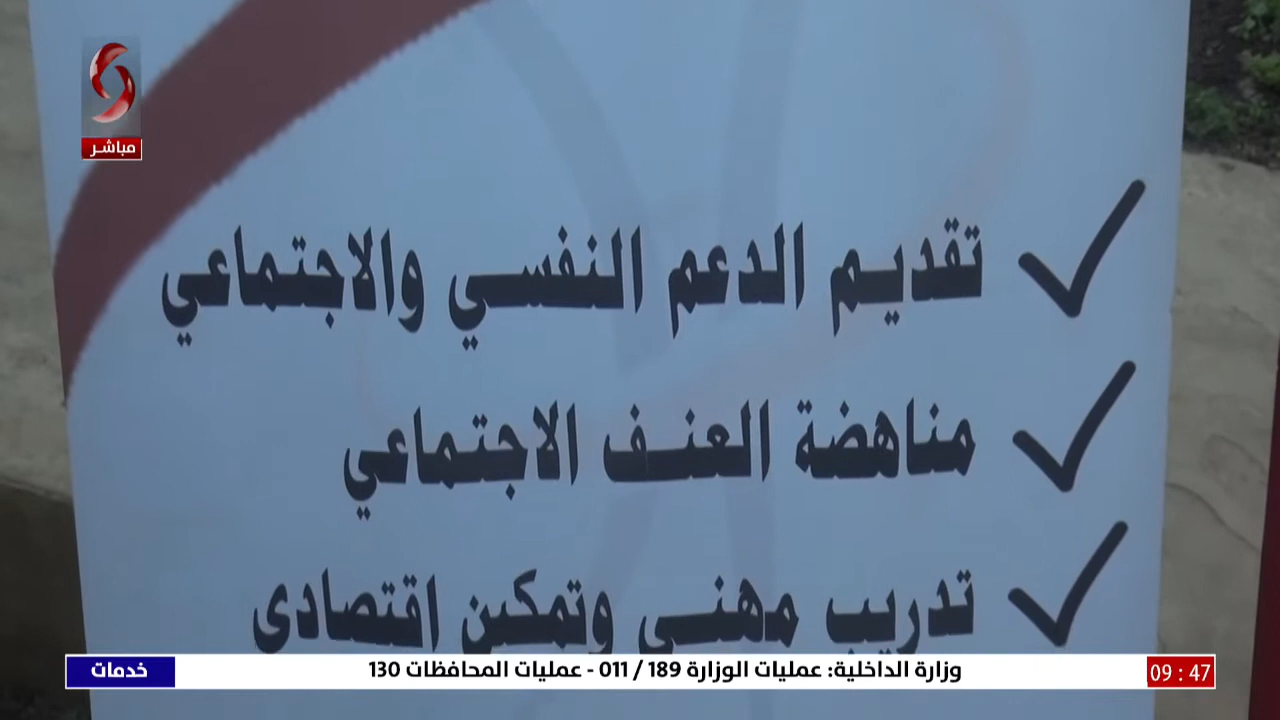 مباشر
تقديم الدعم النفسي والاجتماعي
مناهضة العنف الاجتماعي
تدريب مهني وتمكين اقتصادي
خدمات
وزارة الداخلية: عمليات الوزارة 189 / 011 - عمليات المحافظات 130
09 : 47